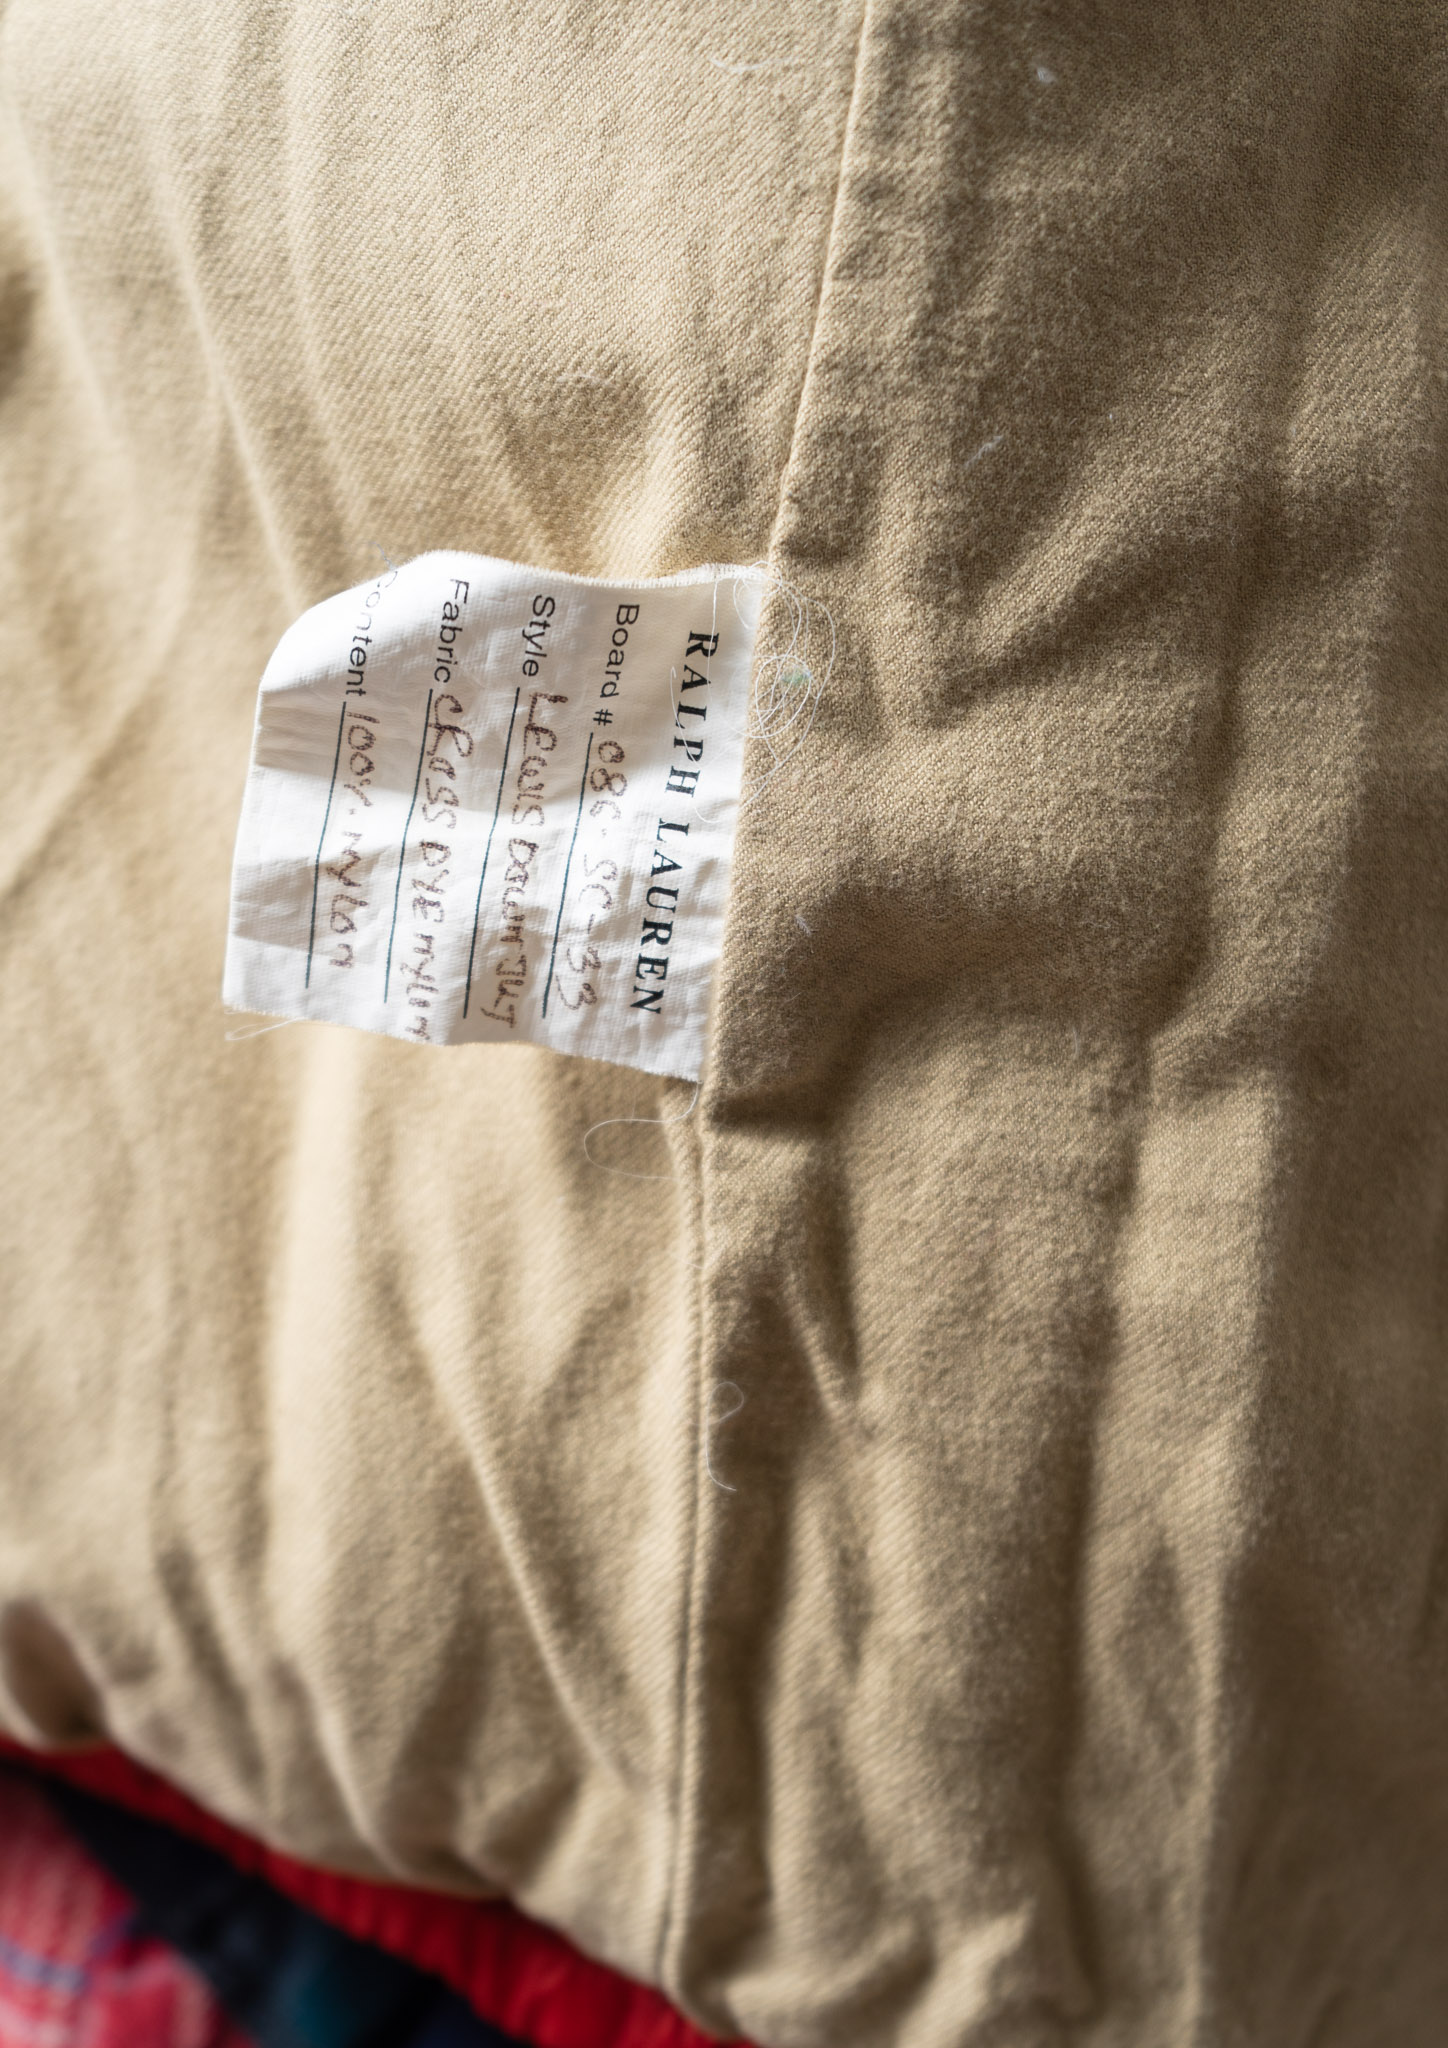 RALPH LAUREN
Board # 086. SC-33
Style LEWIS DOWN JKT
Fabric CROSS DYE NYLON
Content 100%. NYLON